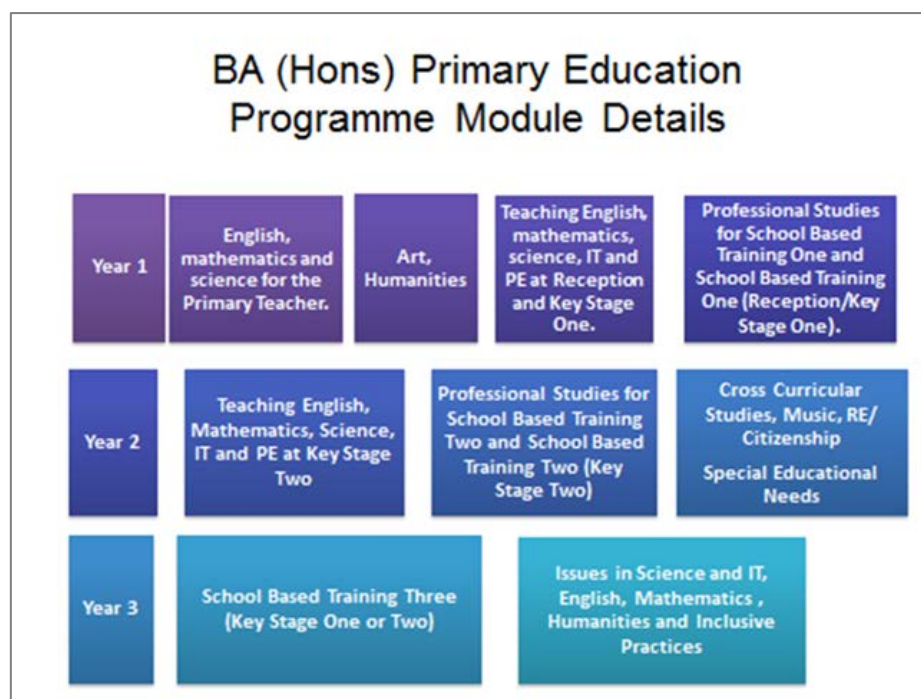 BA (Hons) Primary Education
Programme Module Details
Year 1
English,
mathematics and
science for the
Primary Teacher.
Art,
Humanities
Teaching English,
mathematics,
science, IT and
PE at Reception
and Key Stage
One.
Professional Studies
for School Based
Training One and
School Based Training
One (Reception/Key
Stage One).
Year 2
Teaching English,
Mathematics, Science,
IT and PE at Key Stage
Two
Professional Studies for
School Based Training
Two and School Based
Training Two (Key
Stage Two)
Cross Curricular
Studies, Music, RE/
Citizenship
Special Educational
Needs
Year 3
School Based Training Three
(Key Stage One or Two)
Issues in Science and IT,
English, Mathematics ,
Humanities and Inclusive
Practices